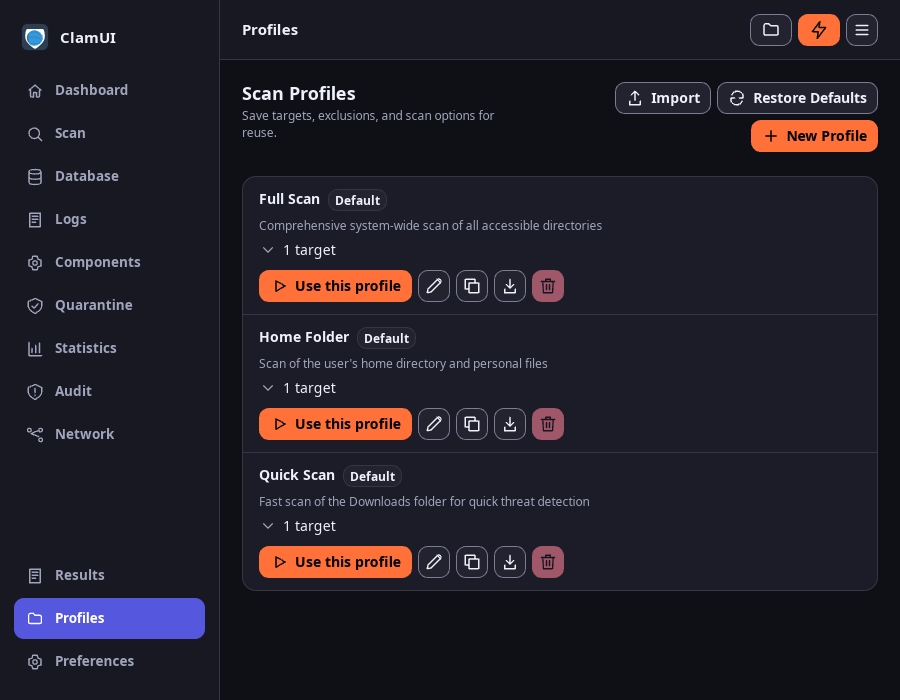 ClamUI
Dashboard
Scan
Database
Logs
Components
Quarantine
Statistics
Audit
Network
Results
Profiles
Preferences
Profiles
Scan Profiles
Save targets, exclusions, and scan options for
reuse.
Import
Restore Defaults
New Profile
Full Scan Default
Comprehensive system-wide scan of all accessible directories
1 target
Use this profile
Home Folder Default
Scan of the user's home directory and personal files
1 target
Use this profile
Quick Scan Default
Fast scan of the Downloads folder for quick threat detection
1 target
Use this profile